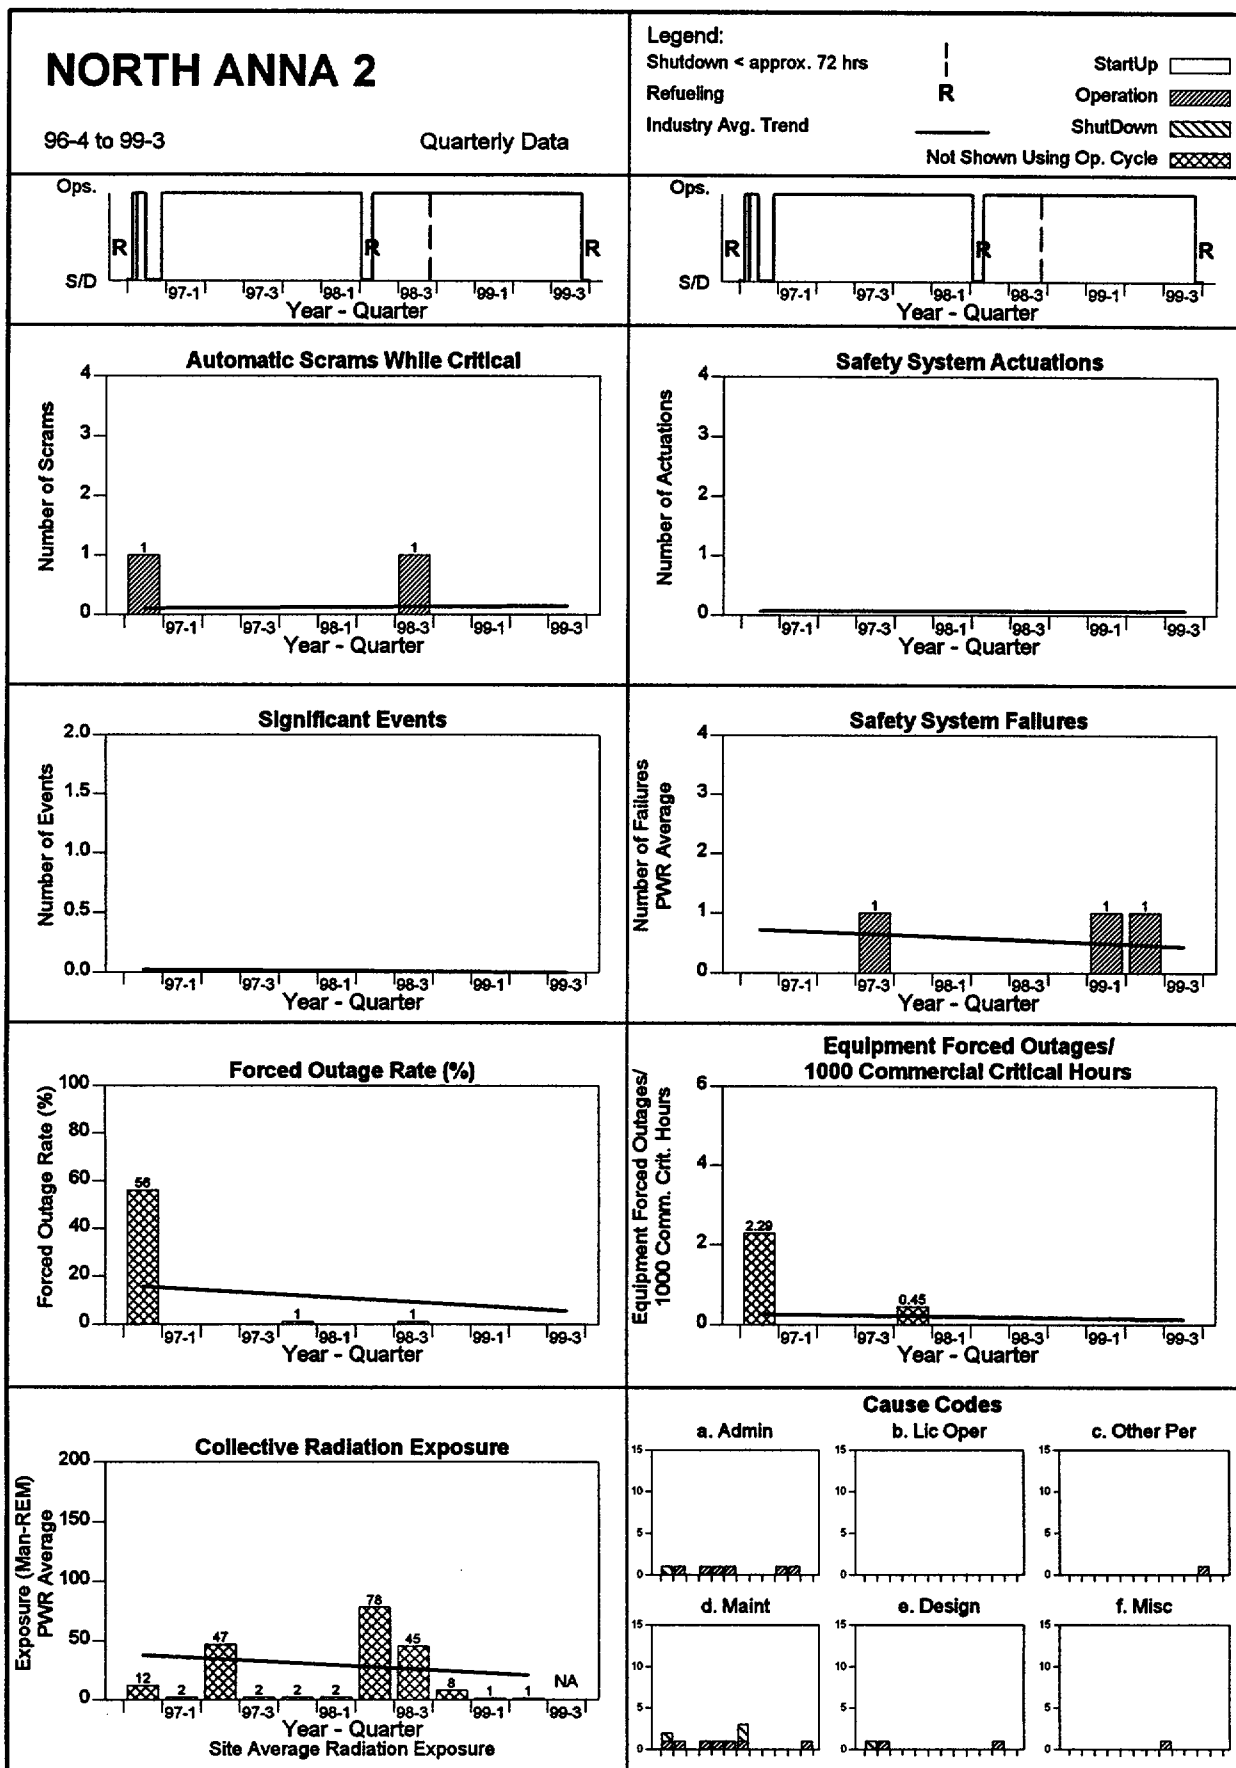 NORTH ANNA 2
96-4 to 99-3 Quarterly Data
Legend:
Shutdown < approx. 72 hrs
Refueling R
Industry Avg. Trend
StartUp
Operation
ShutDown
Not Shown Using Op. Cycle
Ops.
R R R
S/D
97-1 97-3 98-1 98-3 99-1 99-3
Year - Quarter
Ops.
R R R
S/D
97-1 97-3 98-1 98-3 99-1 99-3
Year - Quarter
Automatic Scrams While Critical
Number of Scrams
4
3
2
1
0
1 1
97-1 97-3 98-1 98-3 99-1 99-3
Year - Quarter
Safety System Actuations
Number of Actuations
4
3
2
1
0
97-1 97-3 98-1 98-3 99-1 99-3
Year - Quarter
Significant Events
Number of Events
2.0
1.5
1.0
0.5
0.0
97-1 97-3 98-1 98-3 99-1 99-3
Year - Quarter
Safety System Failures
Number of Failures
PWR Average
4
3
2
1
0
1 1 1
97-1 97-3 98-1 98-3 99-1 99-3
Year - Quarter
Forced Outage Rate (%)
Forced Outage Rate (%)
100
80
60
40
20
0
56 1 1
97-1 97-3 98-1 98-3 99-1 99-3
Year - Quarter
Equipment Forced Outages/
1000 Commercial Critical Hours
Equipment Forced Outages/
1000 Comm. Crit. Hours
6
4
2
0
2.29 0.45
97-1 97-3 98-1 98-3 99-1 99-3
Year - Quarter
Collective Radiation Exposure
Exposure (Man-REM)
PWR Average
200
150
100
50
0
12 2 47 2 2 2 78 45 8 1 1 NA
97-1 97-3 98-1 98-3 99-1 99-3
Year - Quarter
Site Average Radiation Exposure
Cause Codes
a. Admin
15
10
5
0
b. Lic Oper
15
10
5
0
c. Other Per
15
10
5
0
d. Maint
15
10
5
0
e. Design
15
10
5
0
f. Misc
15
10
5
0